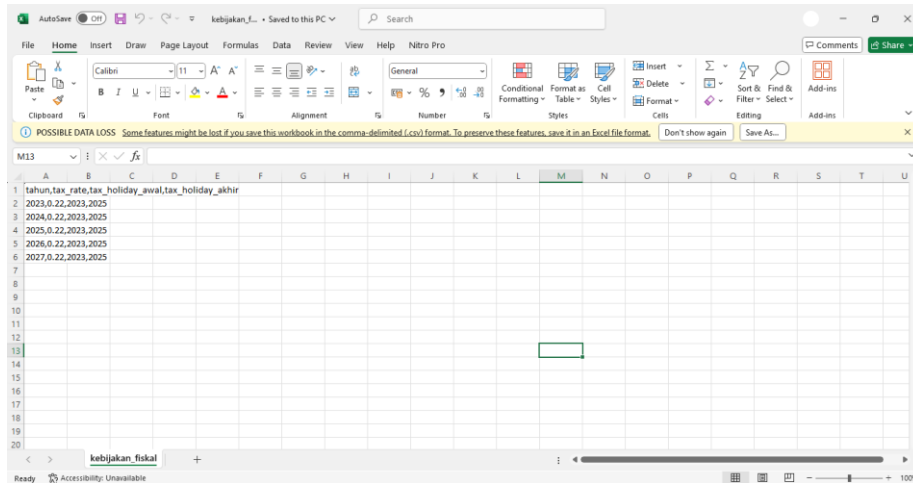 AutoSave Off kebijakan_f... • Saved to this PC Search
File Home Insert Draw Page Layout Formulas Data Review View Help Nitro Pro Comments Share
Paste Calibri 11 A A General Conditional Formatting Format as Table Cell Styles Insert Delete Format Sort & Filter Find & Select Add-ins
B I U A % 9
Clipboard Font Alignment Number Styles Cells Editing Add-ins
POSSIBLE DATA LOSS Some features might be lost if you save this workbook in the comma-delimited (.csv) format. To preserve these features, save it in an Excel file format. Don't show again Save As...
M13 fx
A B C D E F G H I J K L M N O P Q R S T U
1 tahun,tax_rate,tax_holiday_awal,tax_holiday_akhir
2 2023,0.22,2023,2025
3 2024,0.22,2023,2025
4 2025,0.22,2023,2025
5 2026,0.22,2023,2025
6 2027,0.22,2023,2025
7
8
9
10
11
12
13
14
15
16
17
18
19
20
kebijakan_fiskal
Ready Accessibility: Unavailable 100